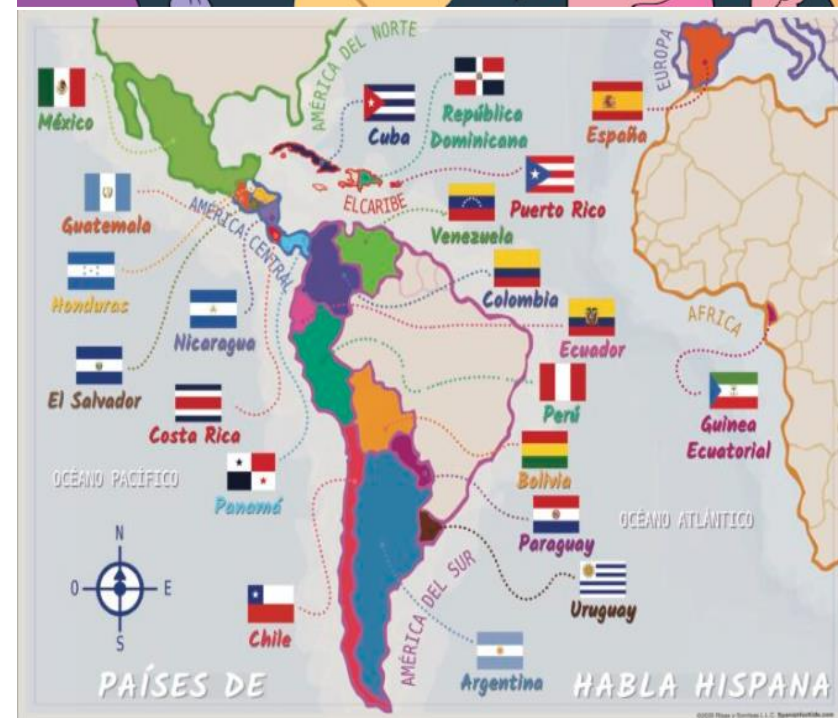 AMÉRICA DEL NORTE
EUROPA
México
Cuba
República
Dominicana
España
Guatemala
AMÉRICA CENTRAL
EL CARIBE
Puerto Rico
Venezuela
Honduras
Colombia
Nicaragua
Ecuador
AFRICA
El Salvador
Costa Rica
Perú
Guinea
Ecuatorial
OCÉANO PACÍFICO
Panamá
Bolivia
OCÉANO ATLÁNTICO
Paraguay
N
O
E
S
Uruguay
AMÉRICA DEL SUR
Chile
Argentina
PAÍSES DE
HABLA HISPANA